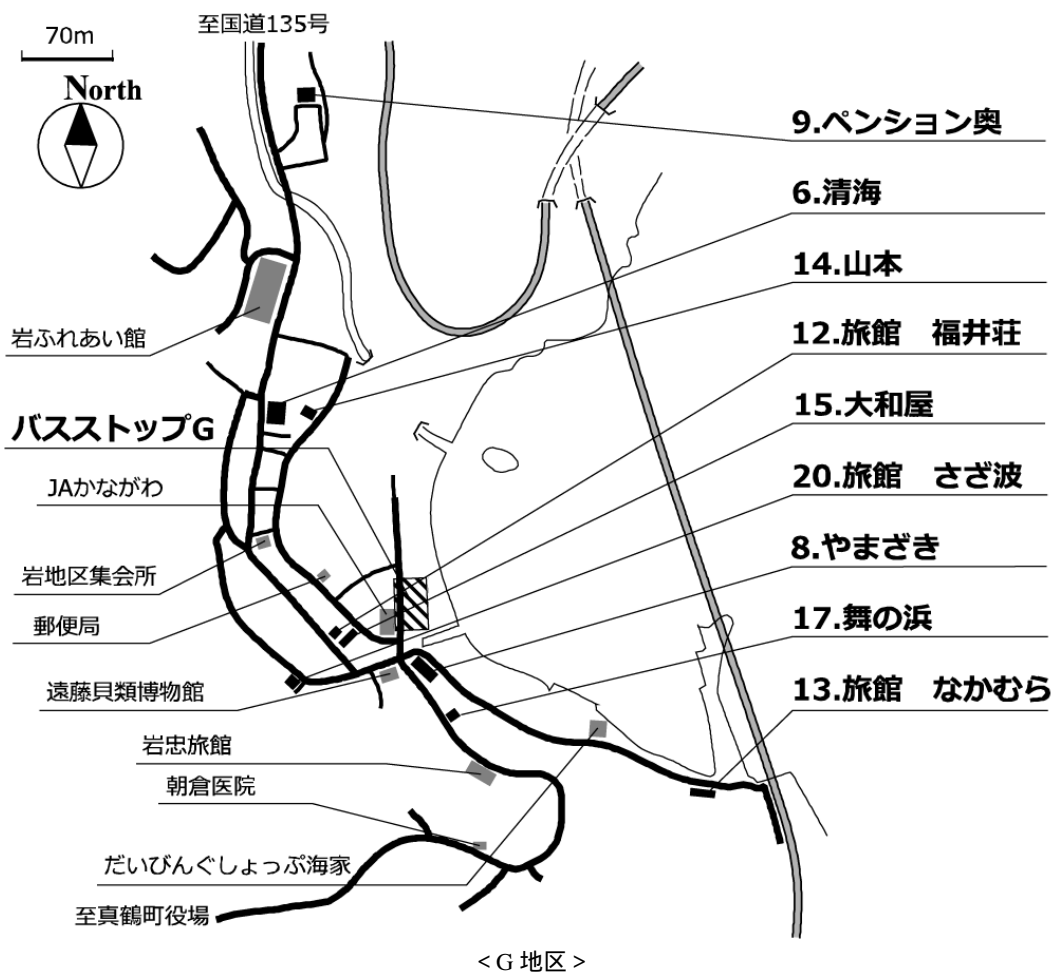 至国道135号
70m
North
9.ペンション奥
6.清海
14.山本
12.旅館　福井荘
岩ふれあい館
15.大和屋
バスストップG
20.旅館　さざ波
JAかながわ
8.やまざき
岩地区集会所
17.舞の浜
郵便局
13.旅館　なかむら
遠藤貝類博物館
岩忠旅館
朝倉医院
だいびんぐしょっぷ海家
至真鶴町役場
< G 地区 >